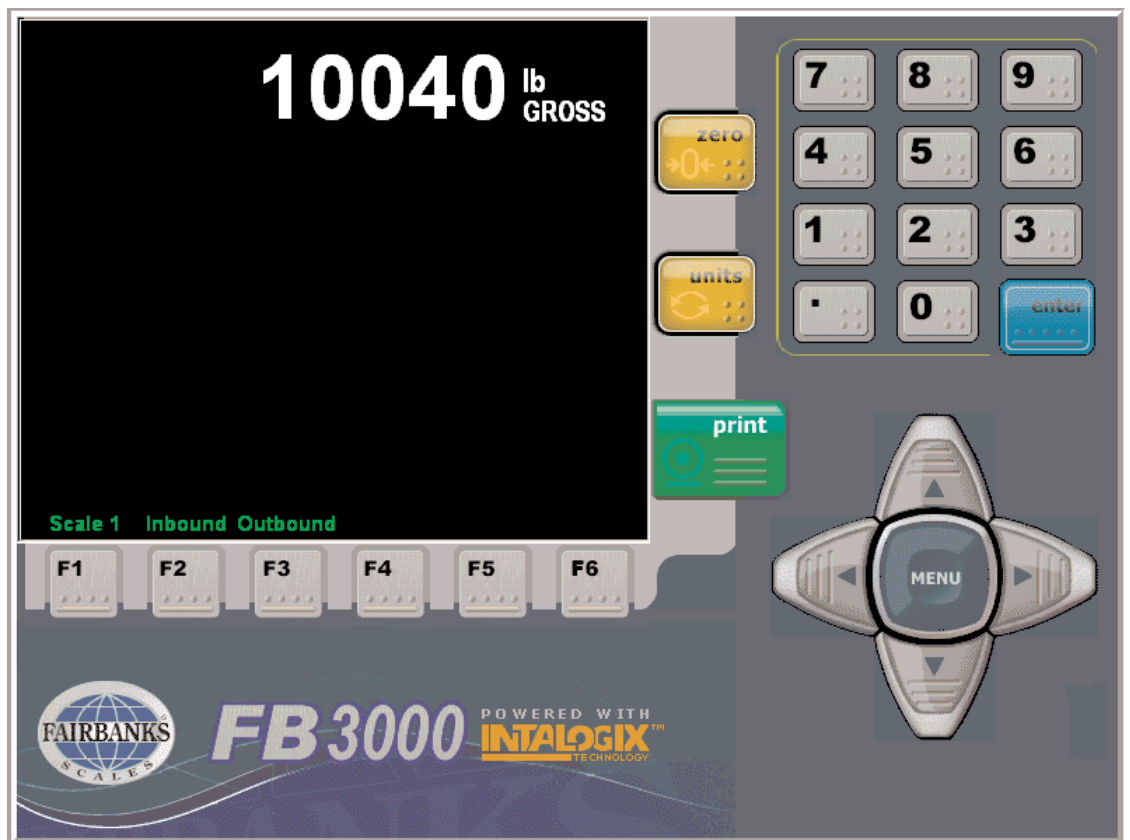 10040 lb
GROSS
zero
→0←
units
print
Scale 1 Inbound Outbound
F1 F2 F3 F4 F5 F6
7 8 9
4 5 6
1 2 3
. 0 enter
MENU
FAIRBANKS
SCALES
FB3000
POWERED WITH
INTALOGIX™
TECHNOLOGY